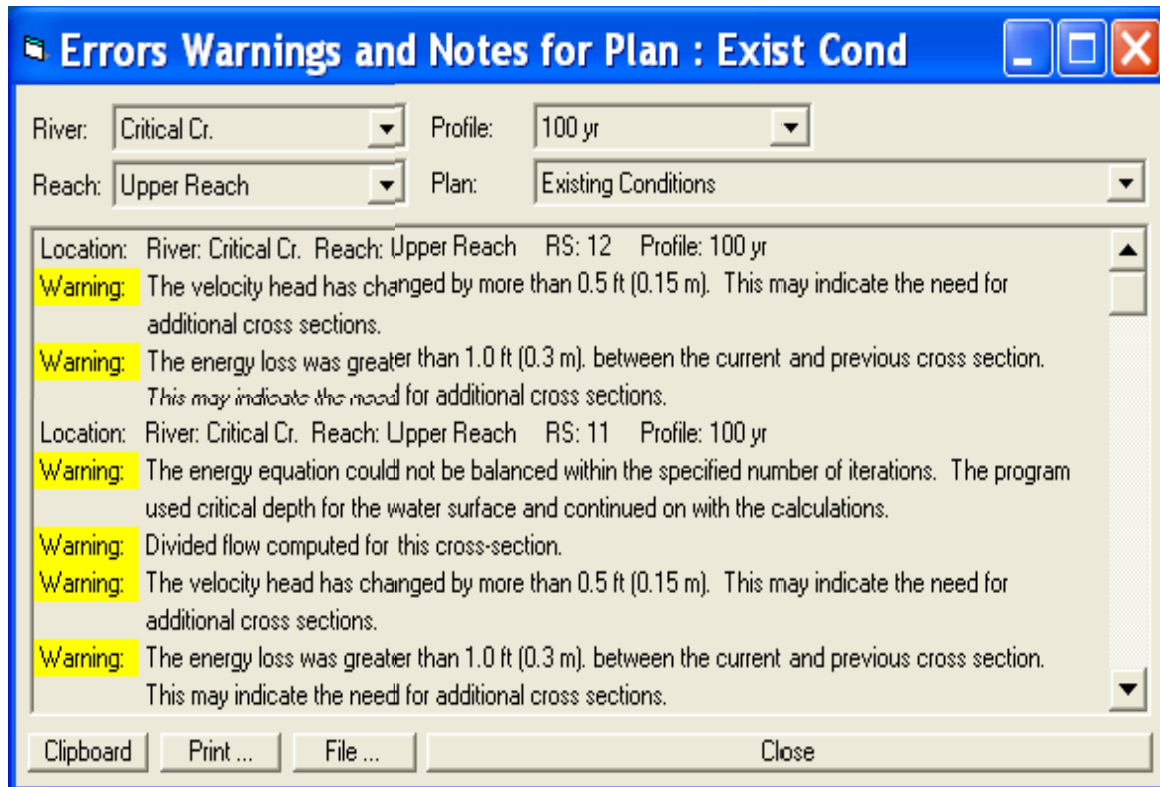 Errors Warnings and Notes for Plan : Exist Cond
River: Critical Cr. Profile: 100 yr
Reach: Upper Reach Plan: Existing Conditions
Location: River: Critical Cr. Reach: Upper Reach RS: 12 Profile: 100 yr
Warning: The velocity head has changed by more than 0.5 ft (0.15 m). This may indicate the need for
additional cross sections.
Warning: The energy loss was greater than 1.0 ft (0.3 m). between the current and previous cross section.
This may indicate the need for additional cross sections.
Location: River: Critical Cr. Reach: Upper Reach RS: 11 Profile: 100 yr
Warning: The energy equation could not be balanced within the specified number of iterations. The program
used critical depth for the water surface and continued on with the calculations.
Warning: Divided flow computed for this cross-section.
Warning: The velocity head has changed by more than 0.5 ft (0.15 m). This may indicate the need for
additional cross sections.
Warning: The energy loss was greater than 1.0 ft (0.3 m). between the current and previous cross section.
This may indicate the need for additional cross sections.
Clipboard Print ... File ... Close